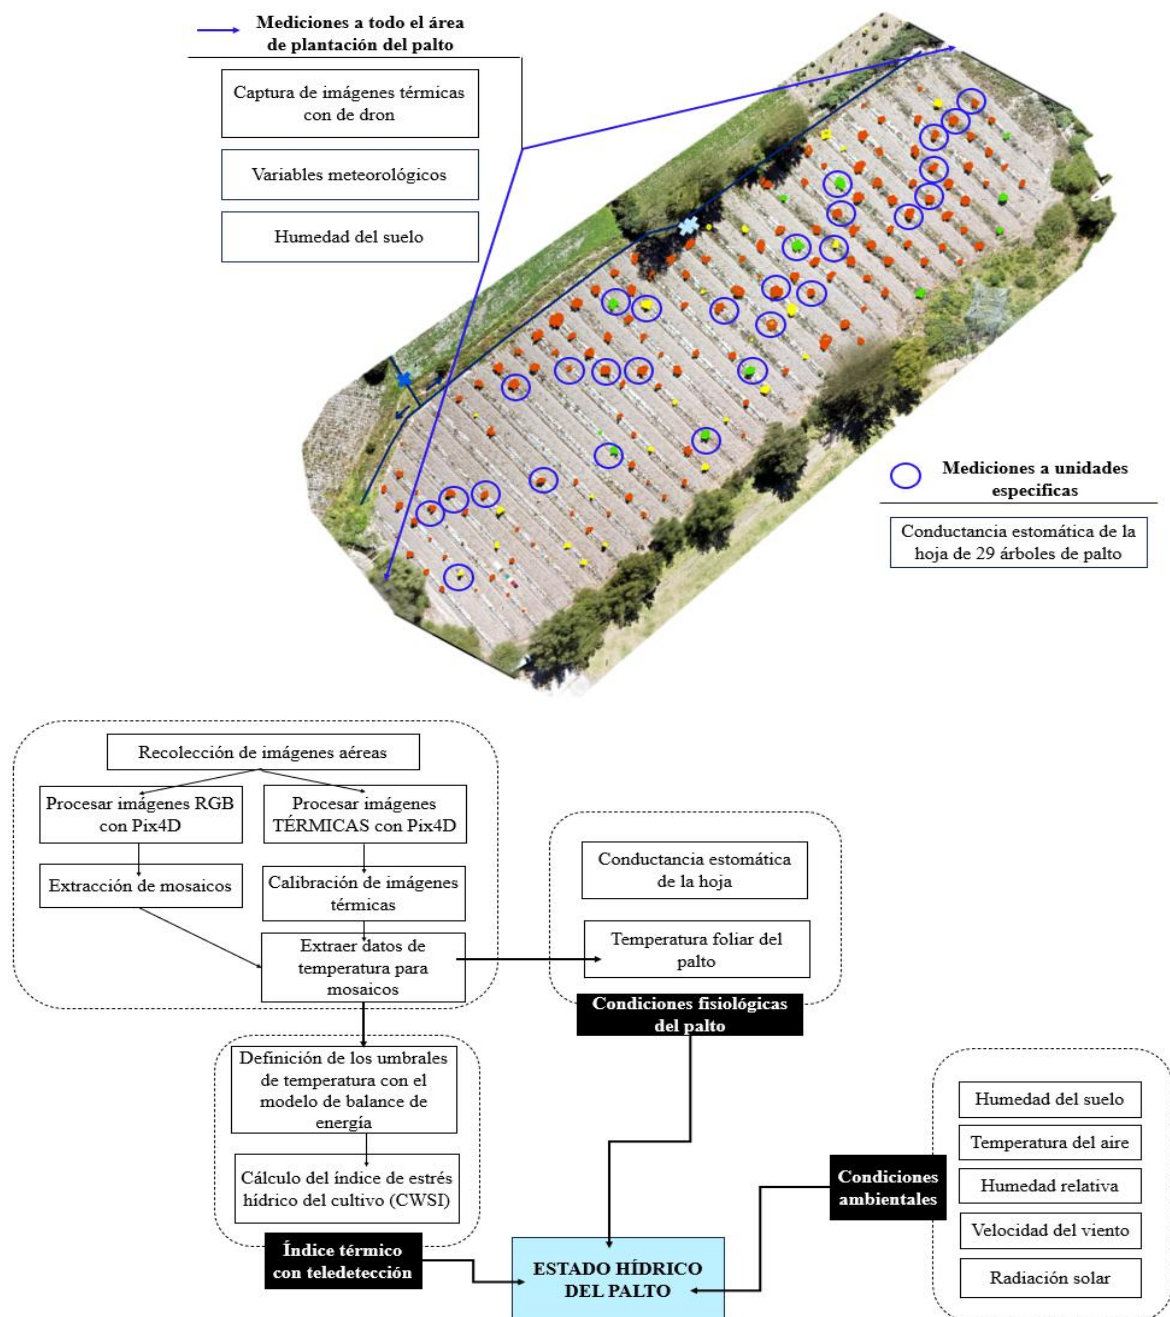 Mediciones a todo el área
de plantación del palto
Captura de imágenes térmicas
con de dron
Variables meteorológicos
Humedad del suelo
Mediciones a unidades
especificas
Conductancia estomática de la
hoja de 29 árboles de palto
Recolección de imágenes aéreas
Procesar imágenes RGB
con Pix4D
Procesar imágenes
TÉRMICAS con Pix4D
Extracción de mosaicos
Calibración de imágenes
térmicas
Extraer datos de
temperatura para
mosaicos
Conductancia estomática
de la hoja
Temperatura foliar del
palto
Condiciones fisiológicas
del palto
Definición de los umbrales
de temperatura con el
modelo de balance de
energía
Cálculo del índice de estrés
hídrico del cultivo (CWSI)
Índice térmico
con teledetección
Humedad del suelo
Temperatura del aire
Humedad relativa
Velocidad del viento
Radiación solar
Condiciones
ambientales
ESTADO HÍDRICO
DEL PALTO